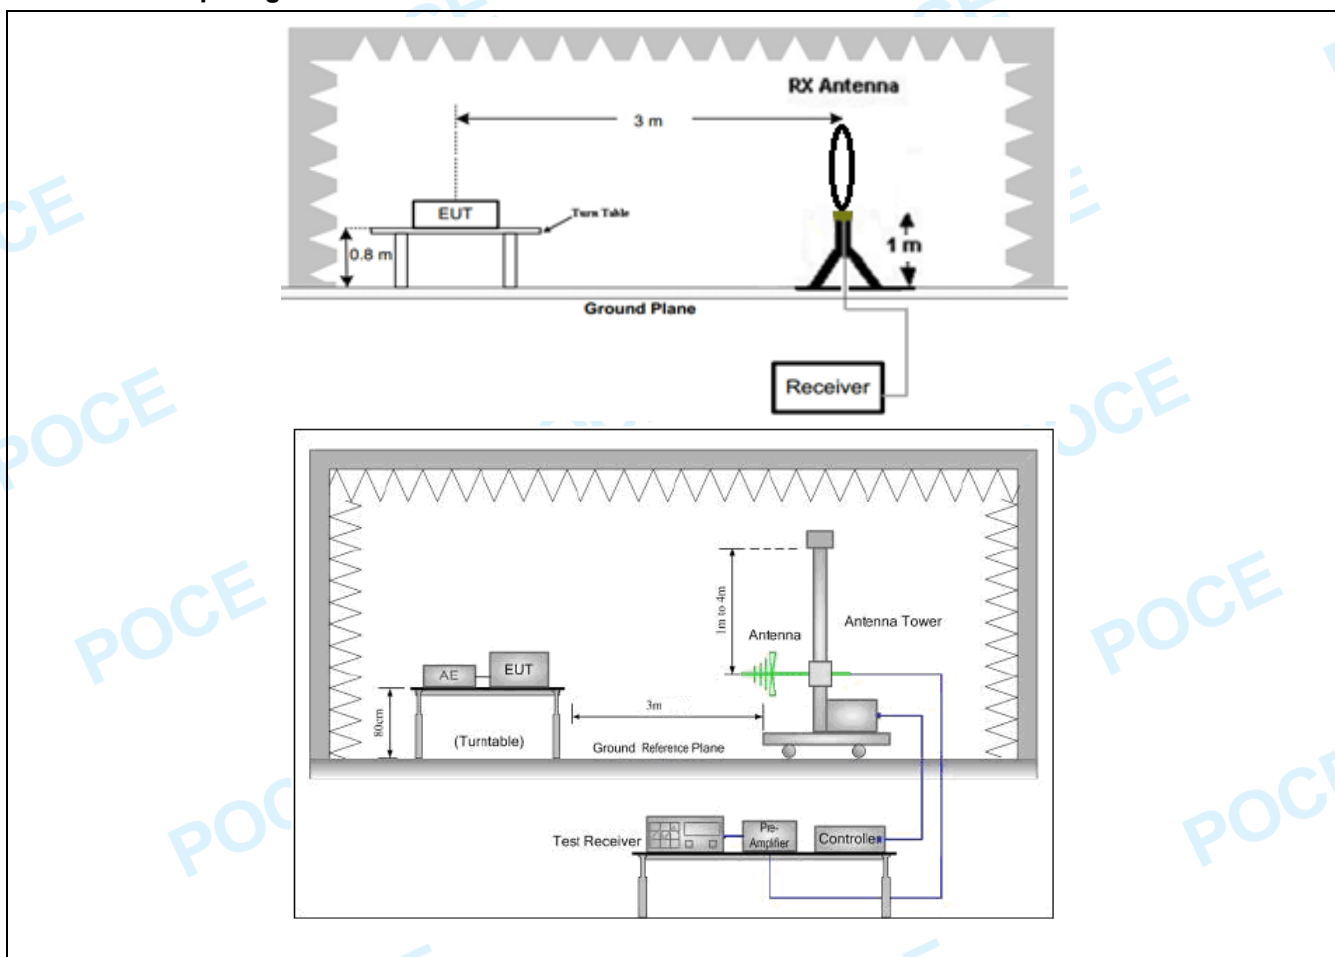 RX Antenna
3 m
EUT
Turn Table
0.8 m
1 m
Ground Plane
Receiver
1m to 4m
Antenna Tower
Antenna
EUT
AE
3m
80cm
(Turntable)
Ground Reference Plane
Test Receiver
Pre-
Amplifier
Controller
POCE
POCE
POCE
POCE
POCE
POCE
POCE